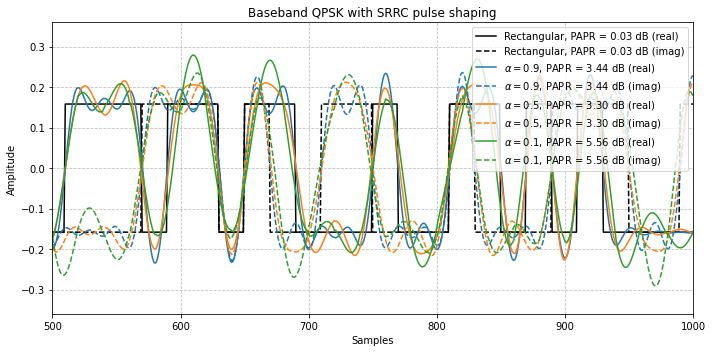 Baseband QPSK with SRRC pulse shaping
Rectangular, PAPR = 0.03 dB (real)
Rectangular, PAPR = 0.03 dB (imag)
α = 0.9, PAPR = 3.44 dB (real)
α = 0.9, PAPR = 3.44 dB (imag)
α = 0.5, PAPR = 3.30 dB (real)
α = 0.5, PAPR = 3.30 dB (imag)
α = 0.1, PAPR = 5.56 dB (real)
α = 0.1, PAPR = 5.56 dB (imag)
Amplitude
0.3
0.2
0.1
0.0
−0.1
−0.2
−0.3
500 600 700 800 900 1000
Samples